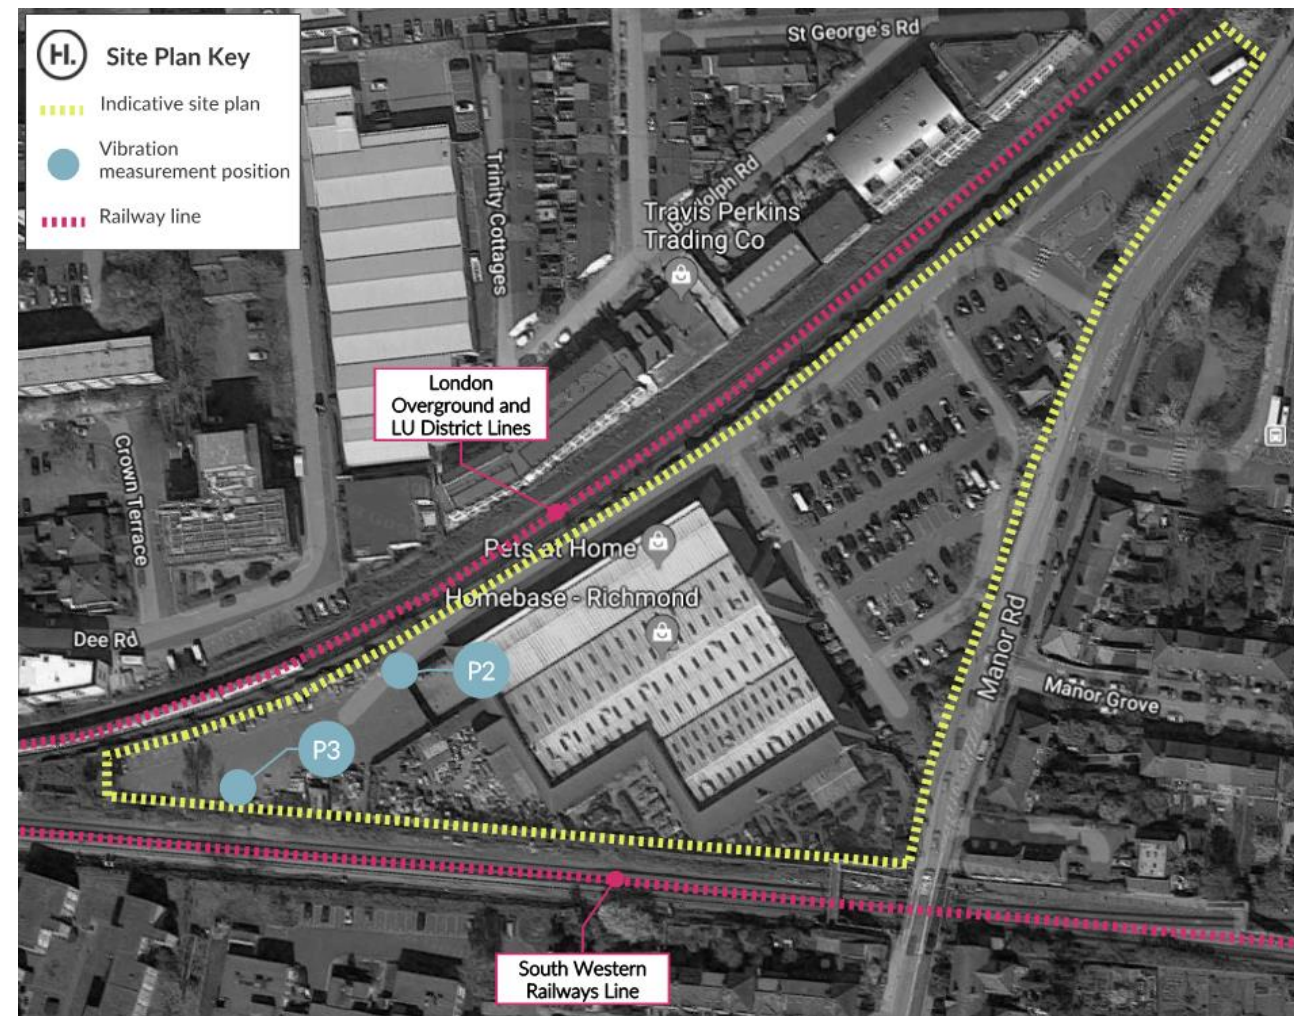 H.
Site Plan Key
Indicative site plan
Vibration
measurement position
Railway line
St George's Rd
Trinity Cottages
Travis Perkins
Trading Co
London
Overground and
LU District Lines
Crown Terrace
Pets at Home
Homebase - Richmond
Dee Rd
P2
Manor Rd
Manor Grove
P3
South Western
Railways Line